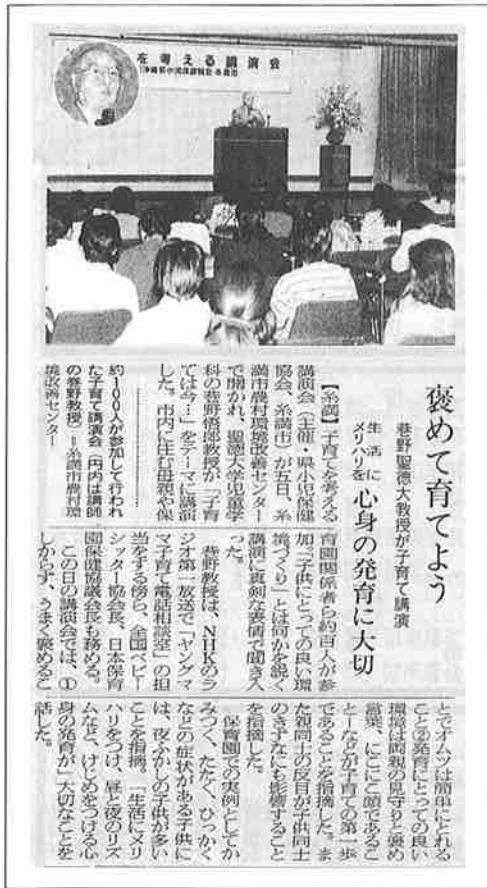 を考える講演会
褒めて育てよう
巷野聖徳大教授が子育て講演
生活に
メリハリを
心身の発育に大切
【糸満】「子育てを考える
講演会（主催・県小児保健
協会、糸満市）が五日、糸
満市農村環境改善センター
で開かれ、聖徳大学児童学
科の巷野悟郎教授が「子育
ては今…」をテーマに講演
した。市内に住む母親や保
育園関係者ら約百人が参
加。「子供にとっての良い環
境づくり」とは何かを説く
講演に真剣な表情で聞き入
った。
巷野教授は、NHKのラ
ジオ第一放送で「ヤングマ
マ子育て電話相談室」の担
当をする傍ら、全国ベビー
シッター協会長、日本保育
園保健協議会長も務める。
この日の講演会では、①
しからず、うまく褒めるこ
とでオムツは簡単にとれる
こと②発育にとっての良い
環境は両親の見守りと褒め
言葉、にこにこ顔であるこ
と―などが子育ての第一歩
であることを指摘した。ま
た親同士の反目が子供同士
のきずなにも影響すること
を指摘した。
保育園での実例としてか
みつく、たたく、ひっかく
などの症状がある子供に
は、夜ふかしの子供が多い
ことを指摘。「生活にメリ
ハリをつけ、昼と夜のリズ
ムなど、けじめをつける心
身の発育が」大切なことを
話した。
約100人が参加して行われ
た子育て講演会（円内は講師
の巷野教授）＝糸満市農村環
境改善センター